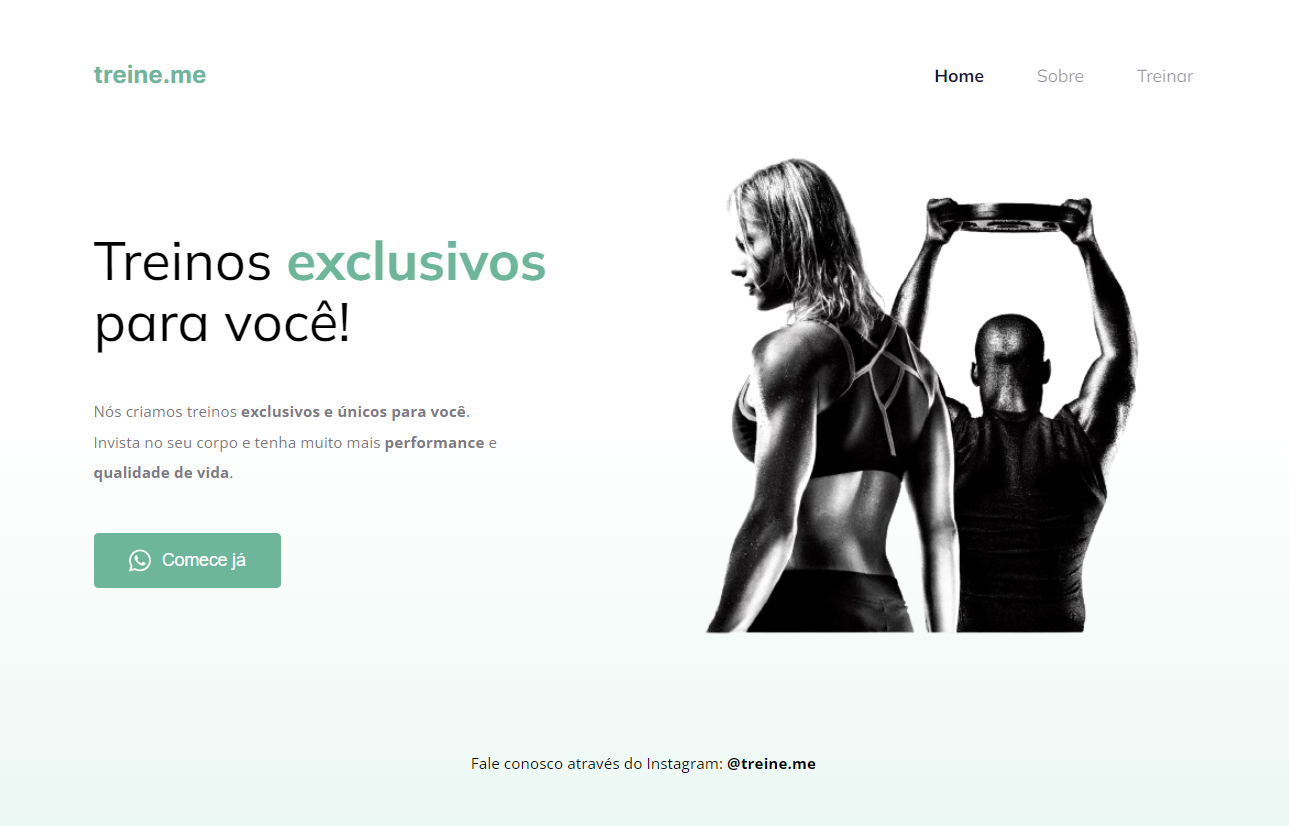 treine.me
Home Sobre Treinar
Treinos exclusivos
para você!
Nós criamos treinos exclusivos e únicos para você.
Invista no seu corpo e tenha muito mais performance e
qualidade de vida.
Comece já
Fale conosco através do Instagram: @treine.me